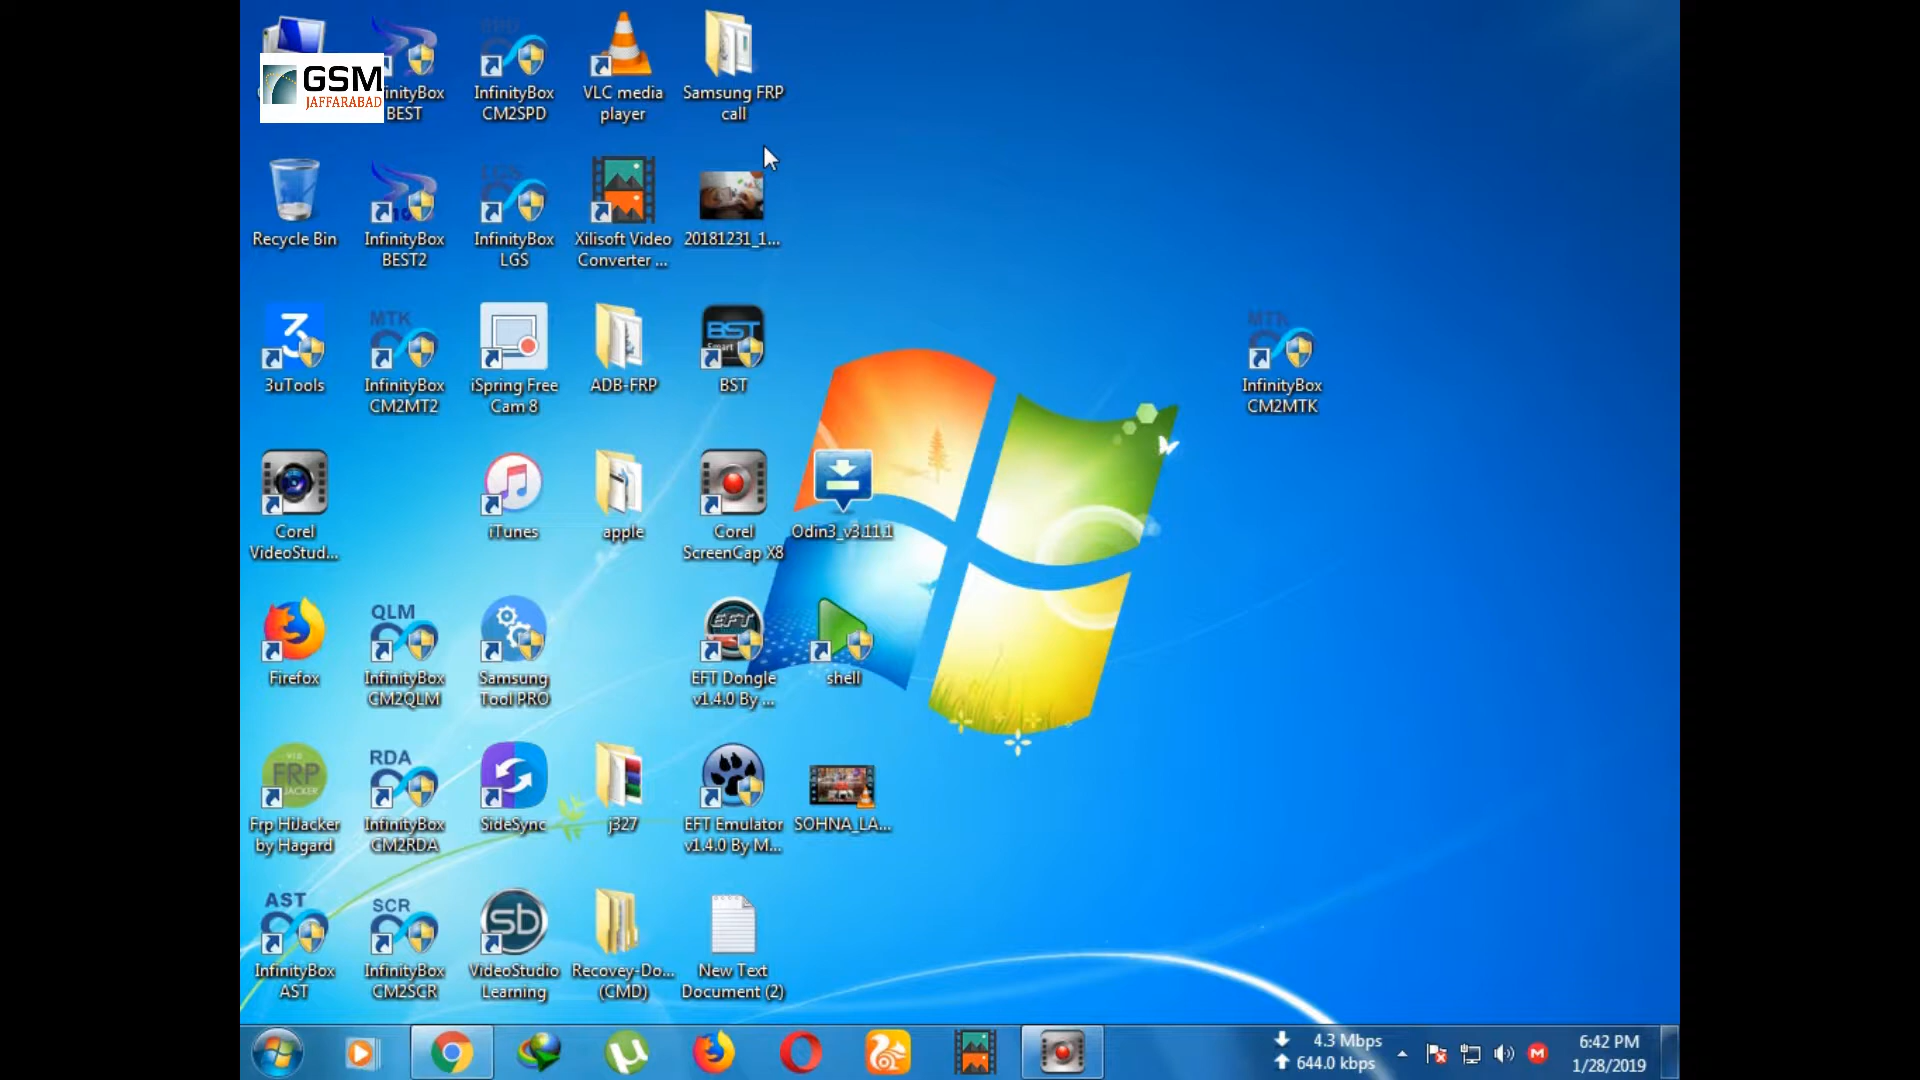 GSM
JAFFARABAD
InfinityBox
BEST
InfinityBox
CM2SPD
VLC media
player
Samsung FRP
call
Recycle Bin
InfinityBox
BEST2
InfinityBox
LGS
Xilisoft Video
Converter ...
20181231_1...
3uTools
MTK
InfinityBox
CM2MT2
iSpring Free
Cam 8
ADB-FRP
BST
Smart
BST
MTK
InfinityBox
CM2MTK
Corel
VideoStud...
iTunes
apple
Corel
ScreenCap X8
Odin3_v3.11.1
Firefox
QLM
InfinityBox
CM2QLM
Samsung
Tool PRO
EFT
EFT Dongle
v1.4.0 By ...
shell
FRP
JACKER
Frp HiJacker
by Hagard
RDA
InfinityBox
CM2RDA
SideSync
j327
EFT Emulator
v1.4.0 By M...
SOHNA_LA...
AST
InfinityBox
AST
SCR
InfinityBox
CM2SCR
sb
VideoStudio
Learning
Recovey-Do...
(CMD)
New Text
Document (2)
4.3 Mbps
644.0 kbps
6:42 PM
1/28/2019